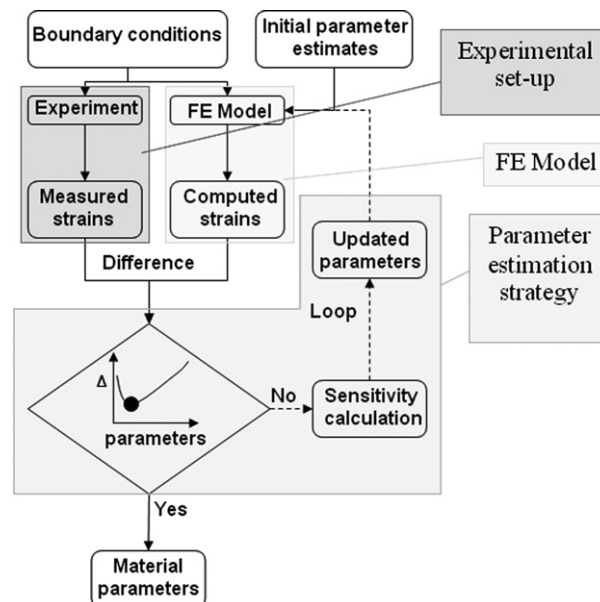 Boundary conditions
Initial parameter
estimates
Experimental
set-up
Experiment
FE Model
FE Model
Measured
strains
Computed
strains
Updated
parameters
Parameter
estimation
strategy
Difference
Loop
Δ
parameters
No
Sensitivity
calculation
Yes
Material
parameters